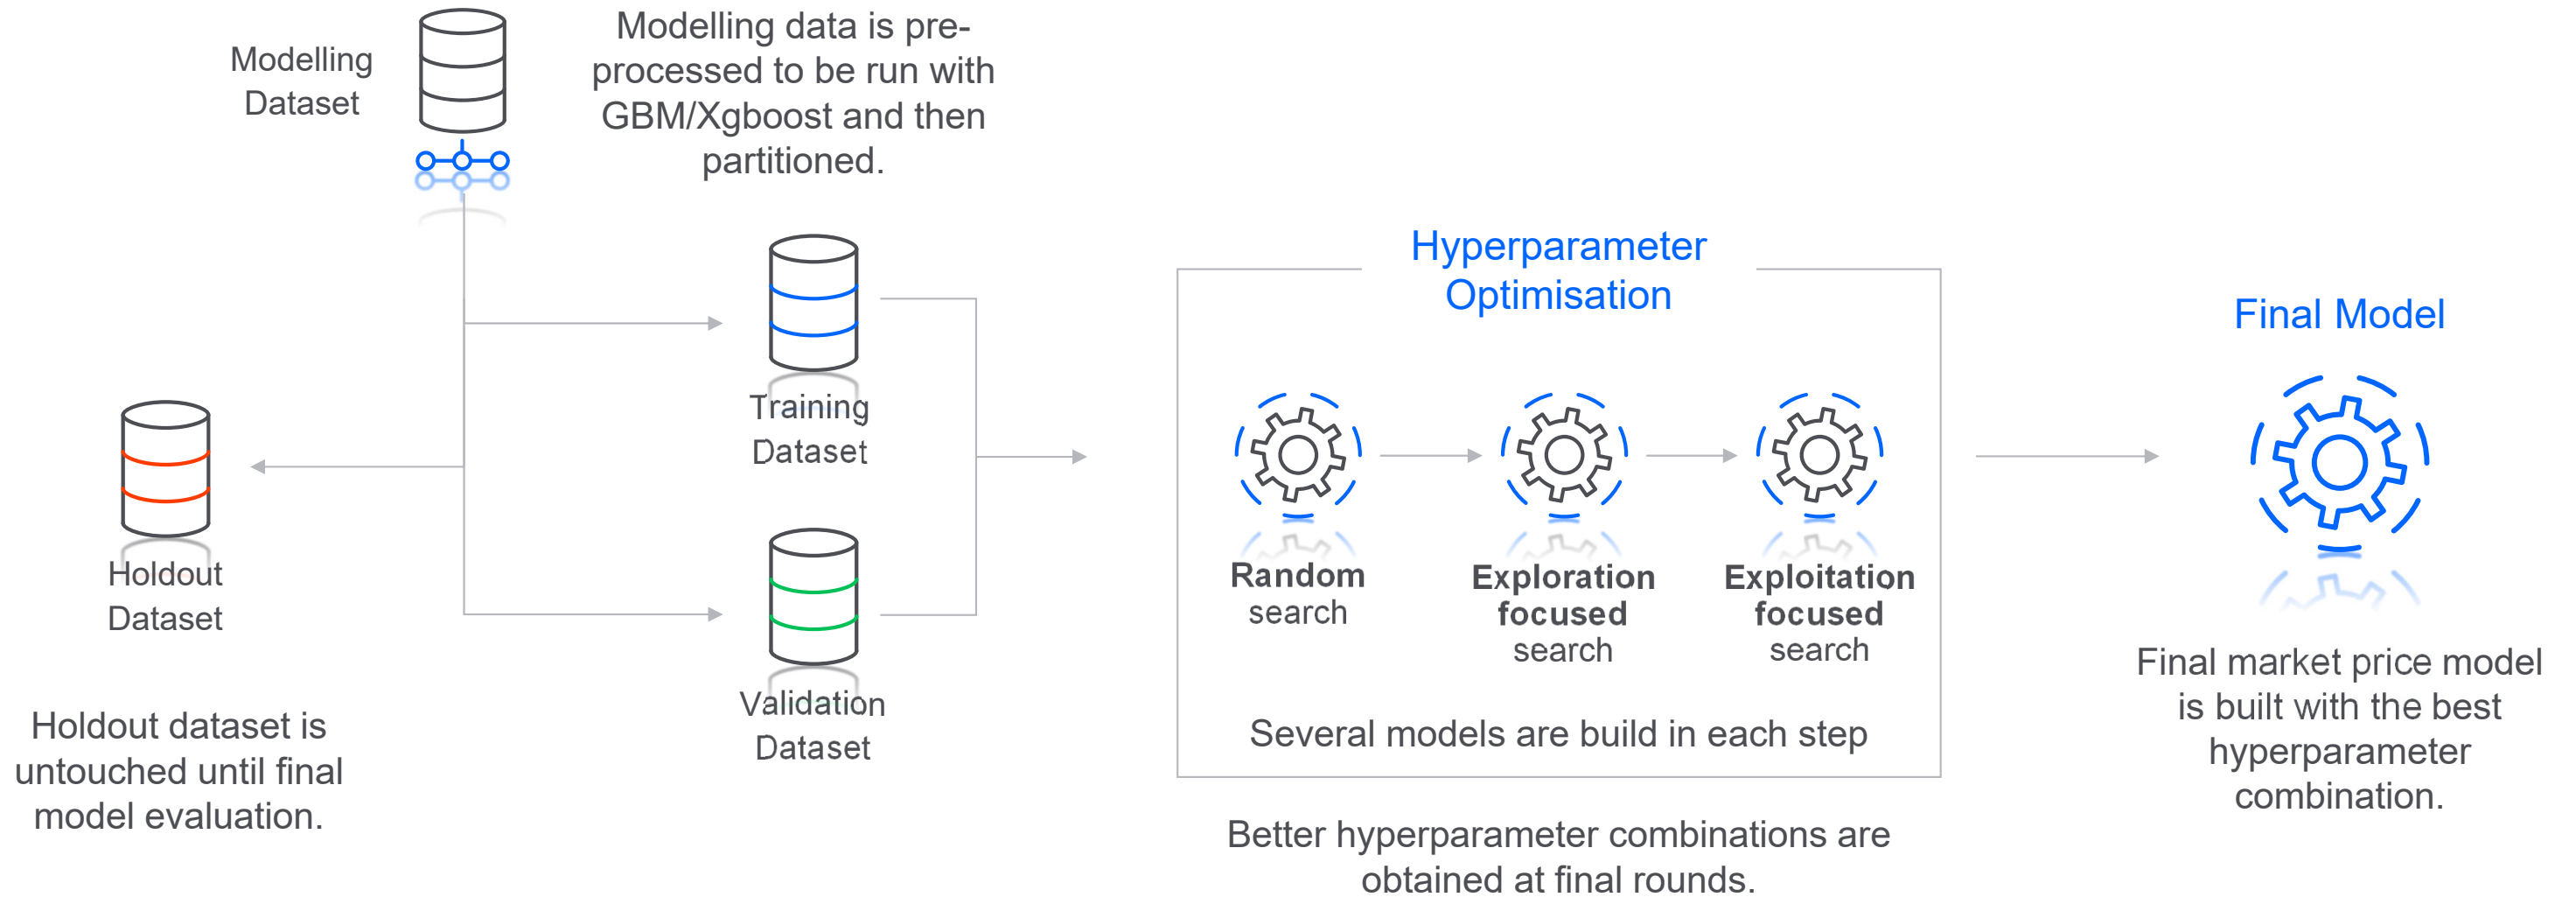 Modelling
Dataset
Modelling data is pre-
processed to be run with
GBM/Xgboost and then
partitioned.
Training
Dataset
Holdout
Dataset
Holdout dataset is
untouched until final
model evaluation.
Validation
Dataset
Hyperparameter
Optimisation
Random
search
Exploration
focused
search
Exploitation
focused
search
Several models are build in each step
Better hyperparameter combinations are
obtained at final rounds.
Final Model
Final market price model
is built with the best
hyperparameter
combination.